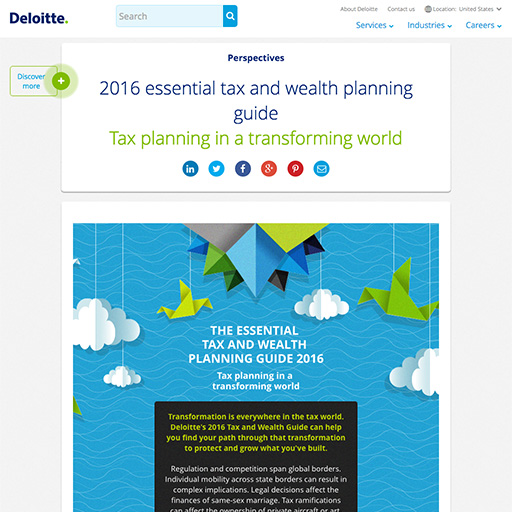 Deloitte.
Search
About Deloitte Contact us Location: United States
Services Industries Careers
Discover
more
+
Perspectives
2016 essential tax and wealth planning
guide
Tax planning in a transforming world
THE ESSENTIAL
TAX AND WEALTH
PLANNING GUIDE 2016
Tax planning in a
transforming world
Transformation is everywhere in the tax world.
Deloitte's 2016 Tax and Wealth Guide can help
you find your path through that transformation
to protect and grow what you've built.
Regulation and competition span global borders.
Individual mobility across state borders can result in
complex implications. Legal decisions affect the
finances of same-sex marriage. Tax ramifications
can affect the ownership of private aircraft or art